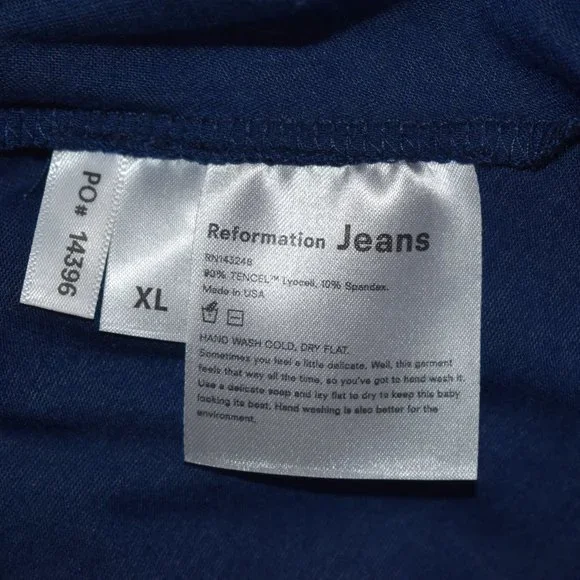 PO# 14396
XL
Reformation Jeans
RN143248
90% TENCEL™ Lyocell, 10% Spandex.
Made in USA
HAND WASH COLD, DRY FLAT.
Sometimes you feel a little delicate. Well, this garment
feels that way all the time, so you've got to hand wash it.
Use a delicate soap and lay flat to dry to keep this baby
looking its best. Hand washing is also better for the
environment.